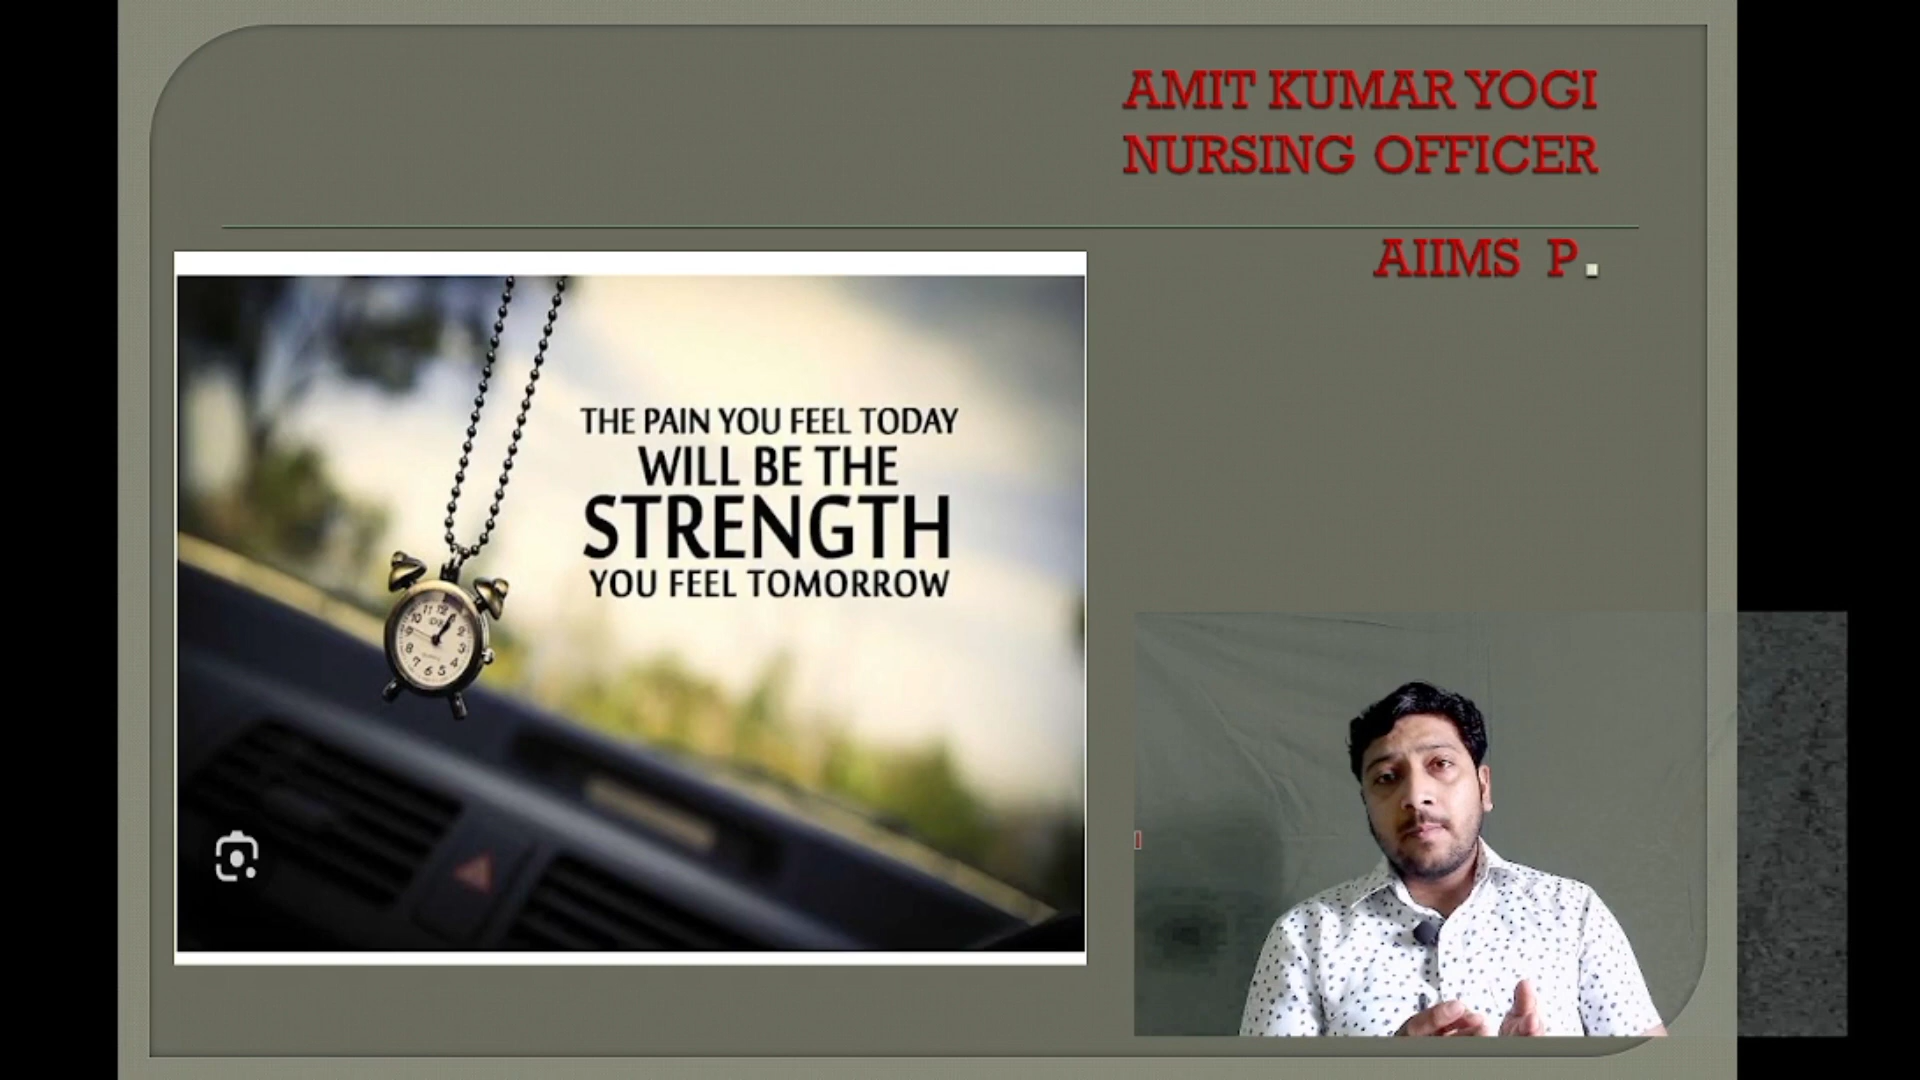 AMIT KUMAR YOGI
NURSING OFFICER
AIIMS P.
THE PAIN YOU FEEL TODAY
WILL BE THE
STRENGTH
YOU FEEL TOMORROW